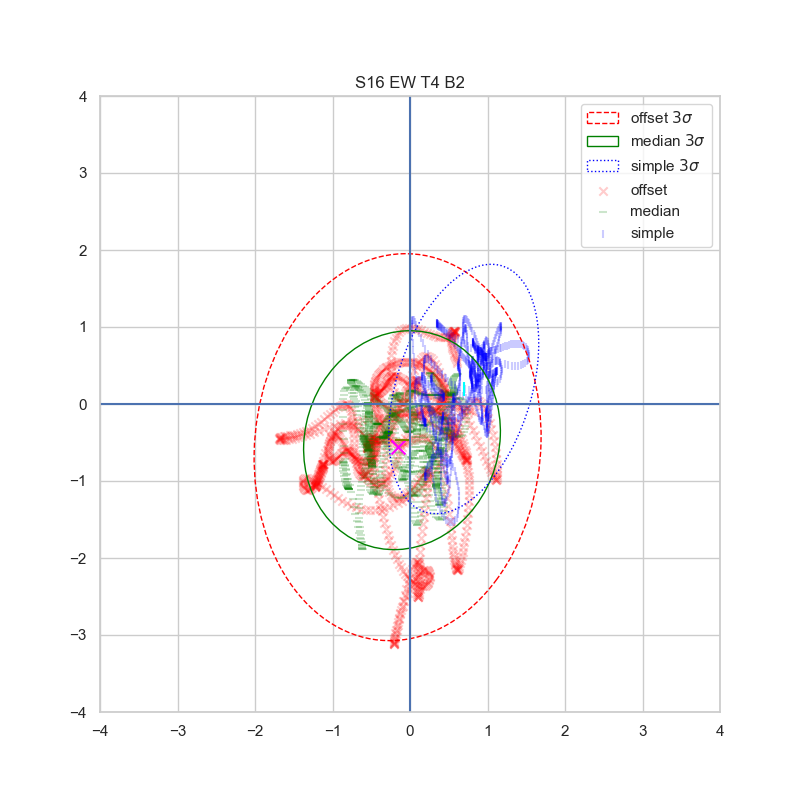 S16 EW T4 B2
4
3
2
1
0
−1
−2
−3
−4
−4
−3
−2
−1
0
1
2
3
4
offset 3σ
median 3σ
simple 3σ
offset
median
simple